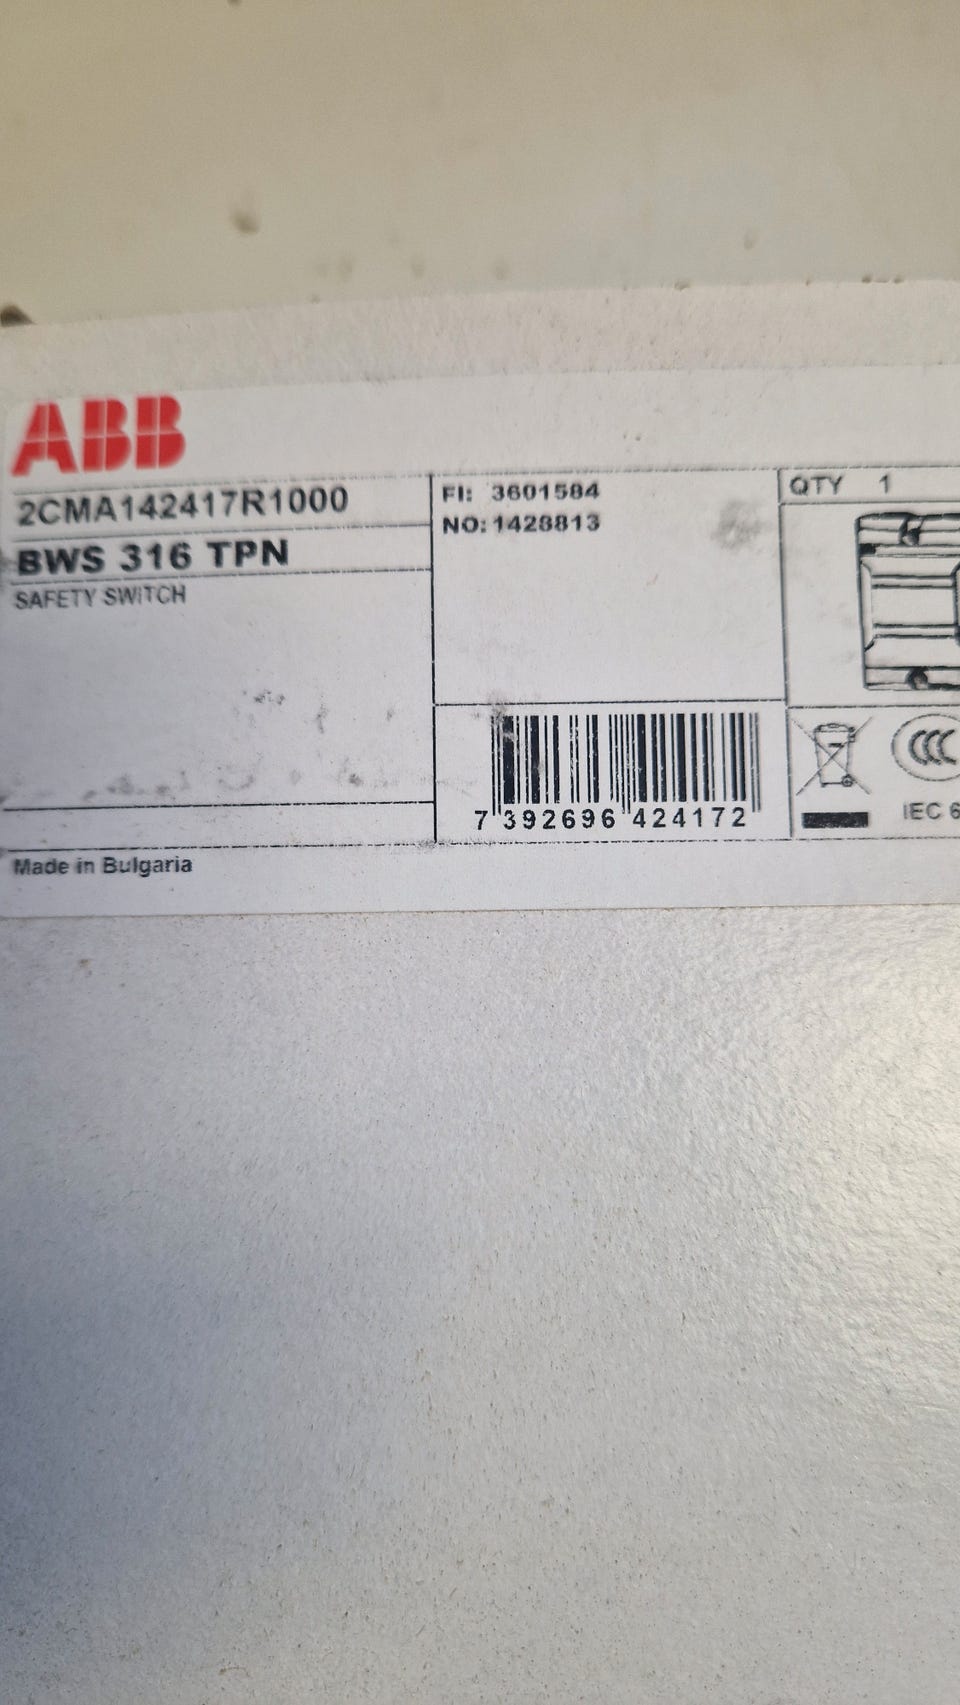 ABB
2CMA142417R1000
BWS 316 TPN
SAFETY SWITCH
FI: 3601584
NO: 1428813
QTY 1
7 392696 424172
IEC 6
Made in Bulgaria